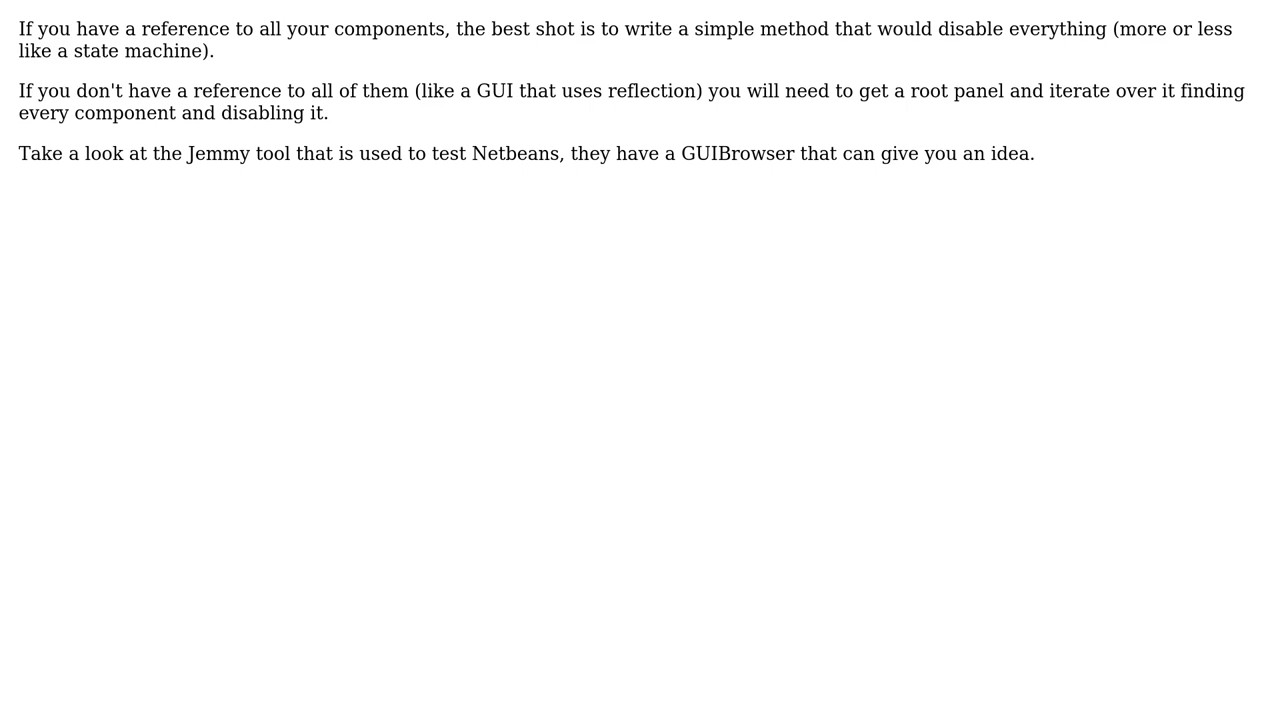 If you have a reference to all your components, the best shot is to write a simple method that would disable everything (more or less
like a state machine).
If you don't have a reference to all of them (like a GUI that uses reflection) you will need to get a root panel and iterate over it finding
every component and disabling it.
Take a look at the Jemmy tool that is used to test Netbeans, they have a GUIBrowser that can give you an idea.